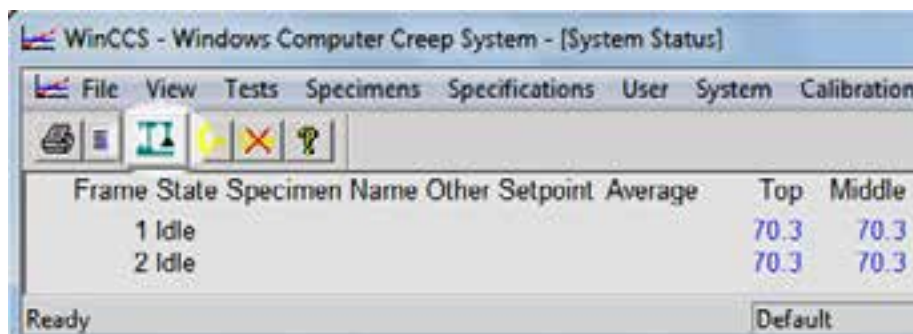 WinCCS - Windows Computer Creep System - [System Status]
File View Tests Specimens Specifications User System Calibration
Frame State Specimen Name Other Setpoint Average Top Middle
1 Idle 70.3 70.3
2 Idle 70.3 70.3
Ready Default